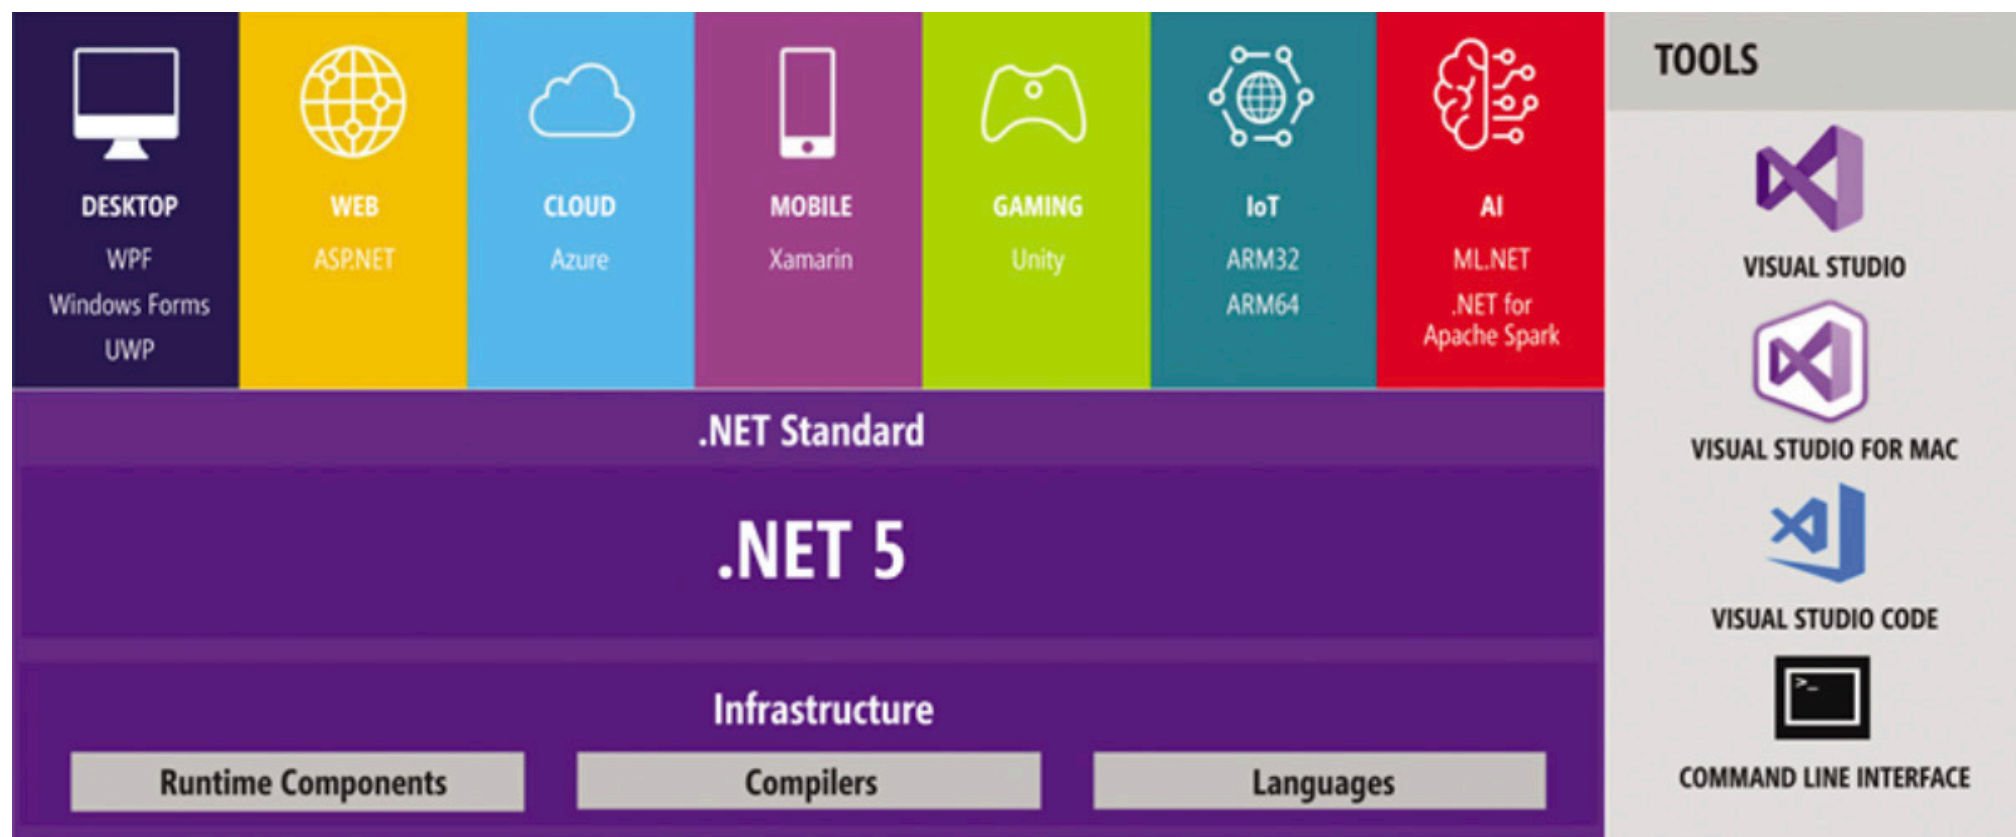 DESKTOP
WPF
Windows Forms
UWP
WEB
ASP.NET
CLOUD
Azure
MOBILE
Xamarin
GAMING
Unity
IoT
ARM32
ARM64
AI
ML.NET
.NET for
Apache Spark
.NET Standard
.NET 5
Infrastructure
Runtime Components
Compilers
Languages
TOOLS
VISUAL STUDIO
VISUAL STUDIO FOR MAC
VISUAL STUDIO CODE
>_
COMMAND LINE INTERFACE